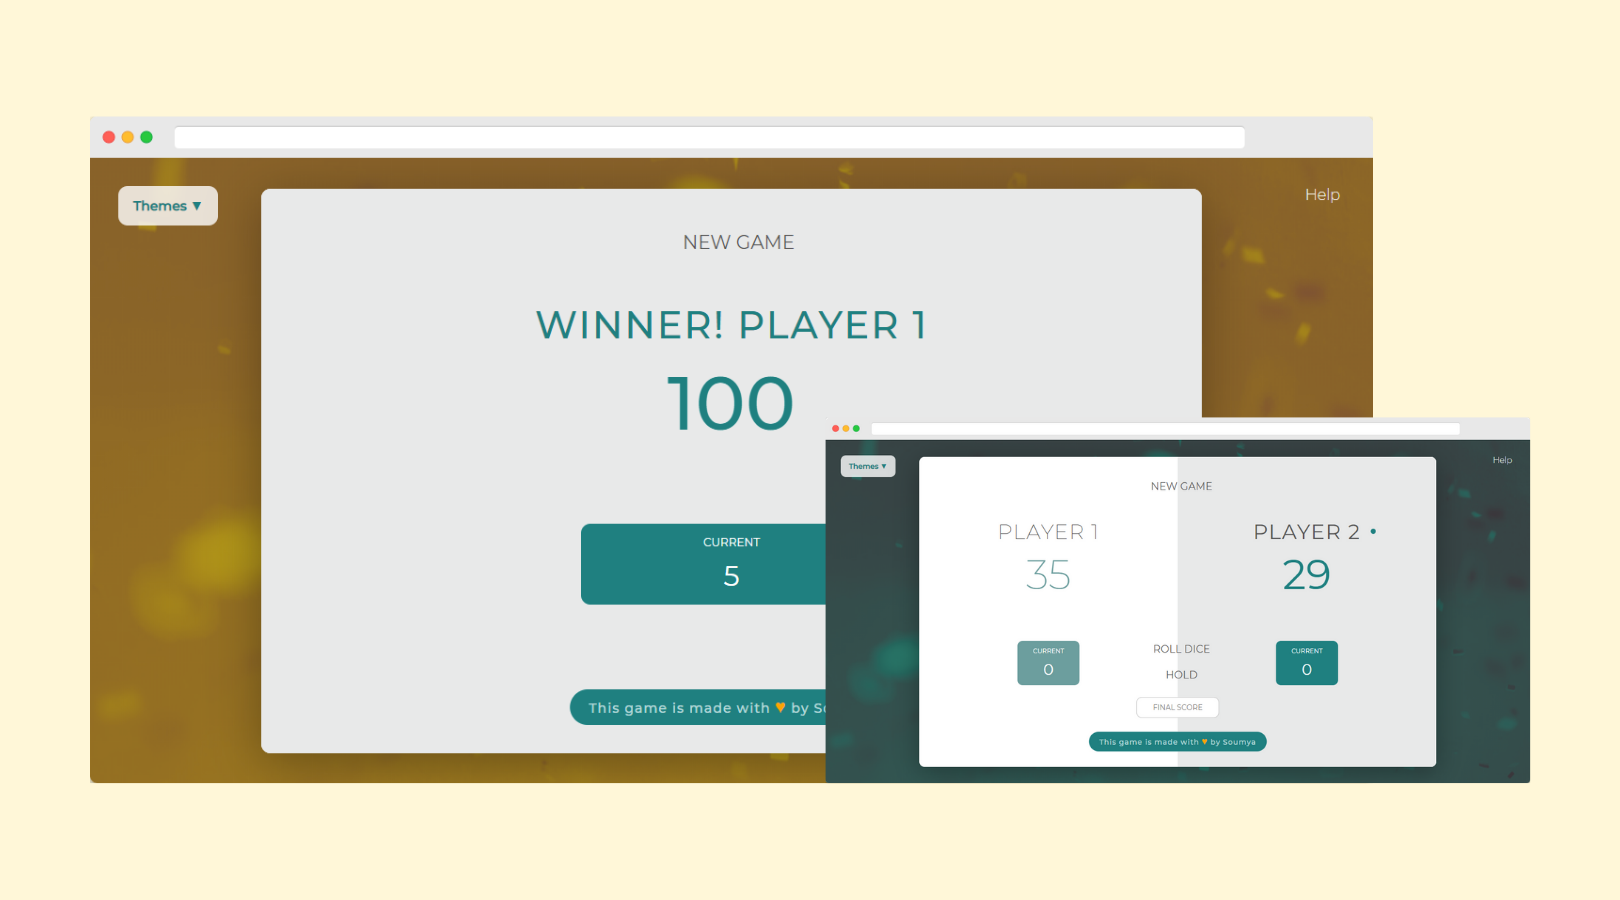 Themes ▼
Help
NEW GAME
WINNER! PLAYER 1
100
CURRENT
5
This game is made with ♥ by So
Themes ▼
Help
NEW GAME
PLAYER 1
35
PLAYER 2 •
29
CURRENT
0
ROLL DICE
HOLD
CURRENT
0
FINAL SCORE
This game is made with ♥ by Soumya